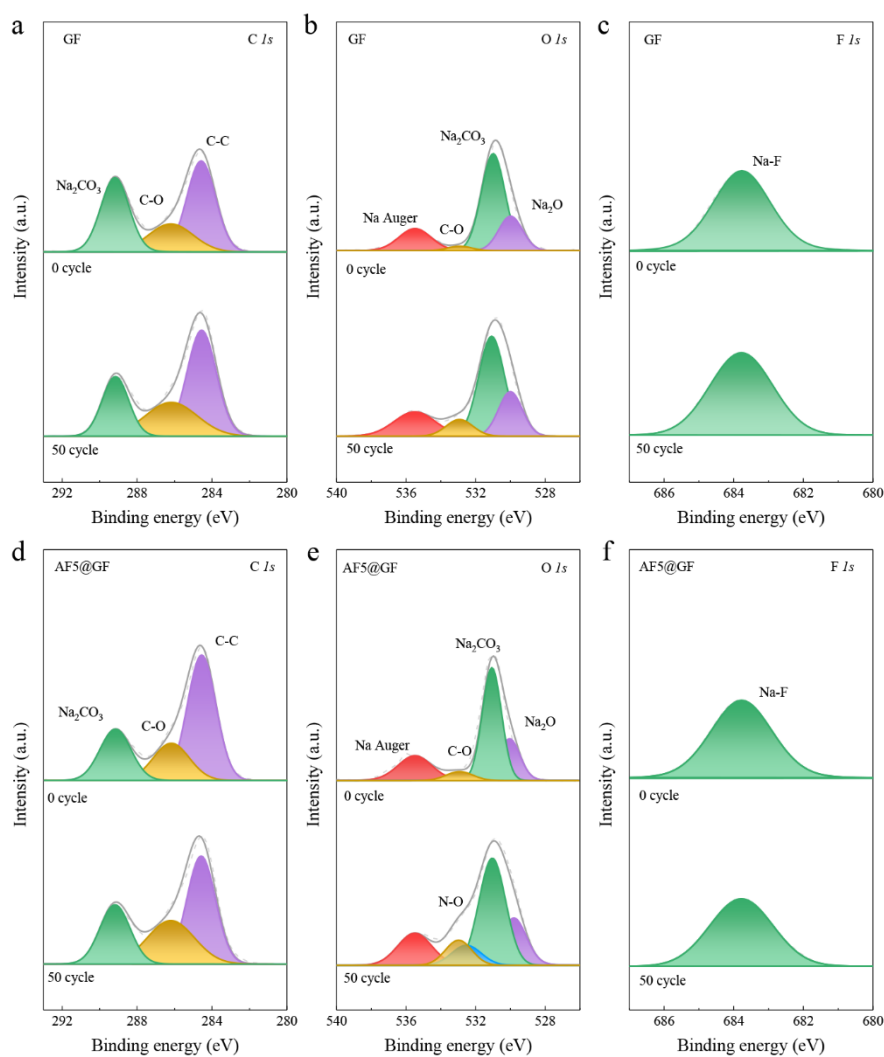 a
GF
C 1s
C-C
Na₂CO₃
C-O
0 cycle
50 cycle
292 288 284 280
Binding energy (eV)
Intensity (a.u.)
b
GF
O 1s
Na₂CO₃
Na₂O
Na Auger
C-O
0 cycle
50 cycle
540 536 532 528
Binding energy (eV)
Intensity (a.u.)
c
GF
F 1s
Na-F
0 cycle
50 cycle
686 684 682 680
Binding energy (eV)
Intensity (a.u.)
d
AF5@GF
C 1s
C-C
Na₂CO₃
C-O
0 cycle
50 cycle
292 288 284 280
Binding energy (eV)
Intensity (a.u.)
e
AF5@GF
O 1s
Na₂CO₃
Na₂O
Na Auger
C-O
0 cycle
N-O
50 cycle
540 536 532 528
Binding energy (eV)
Intensity (a.u.)
f
AF5@GF
F 1s
Na-F
0 cycle
50 cycle
686 684 682 680
Binding energy (eV)
Intensity (a.u.)